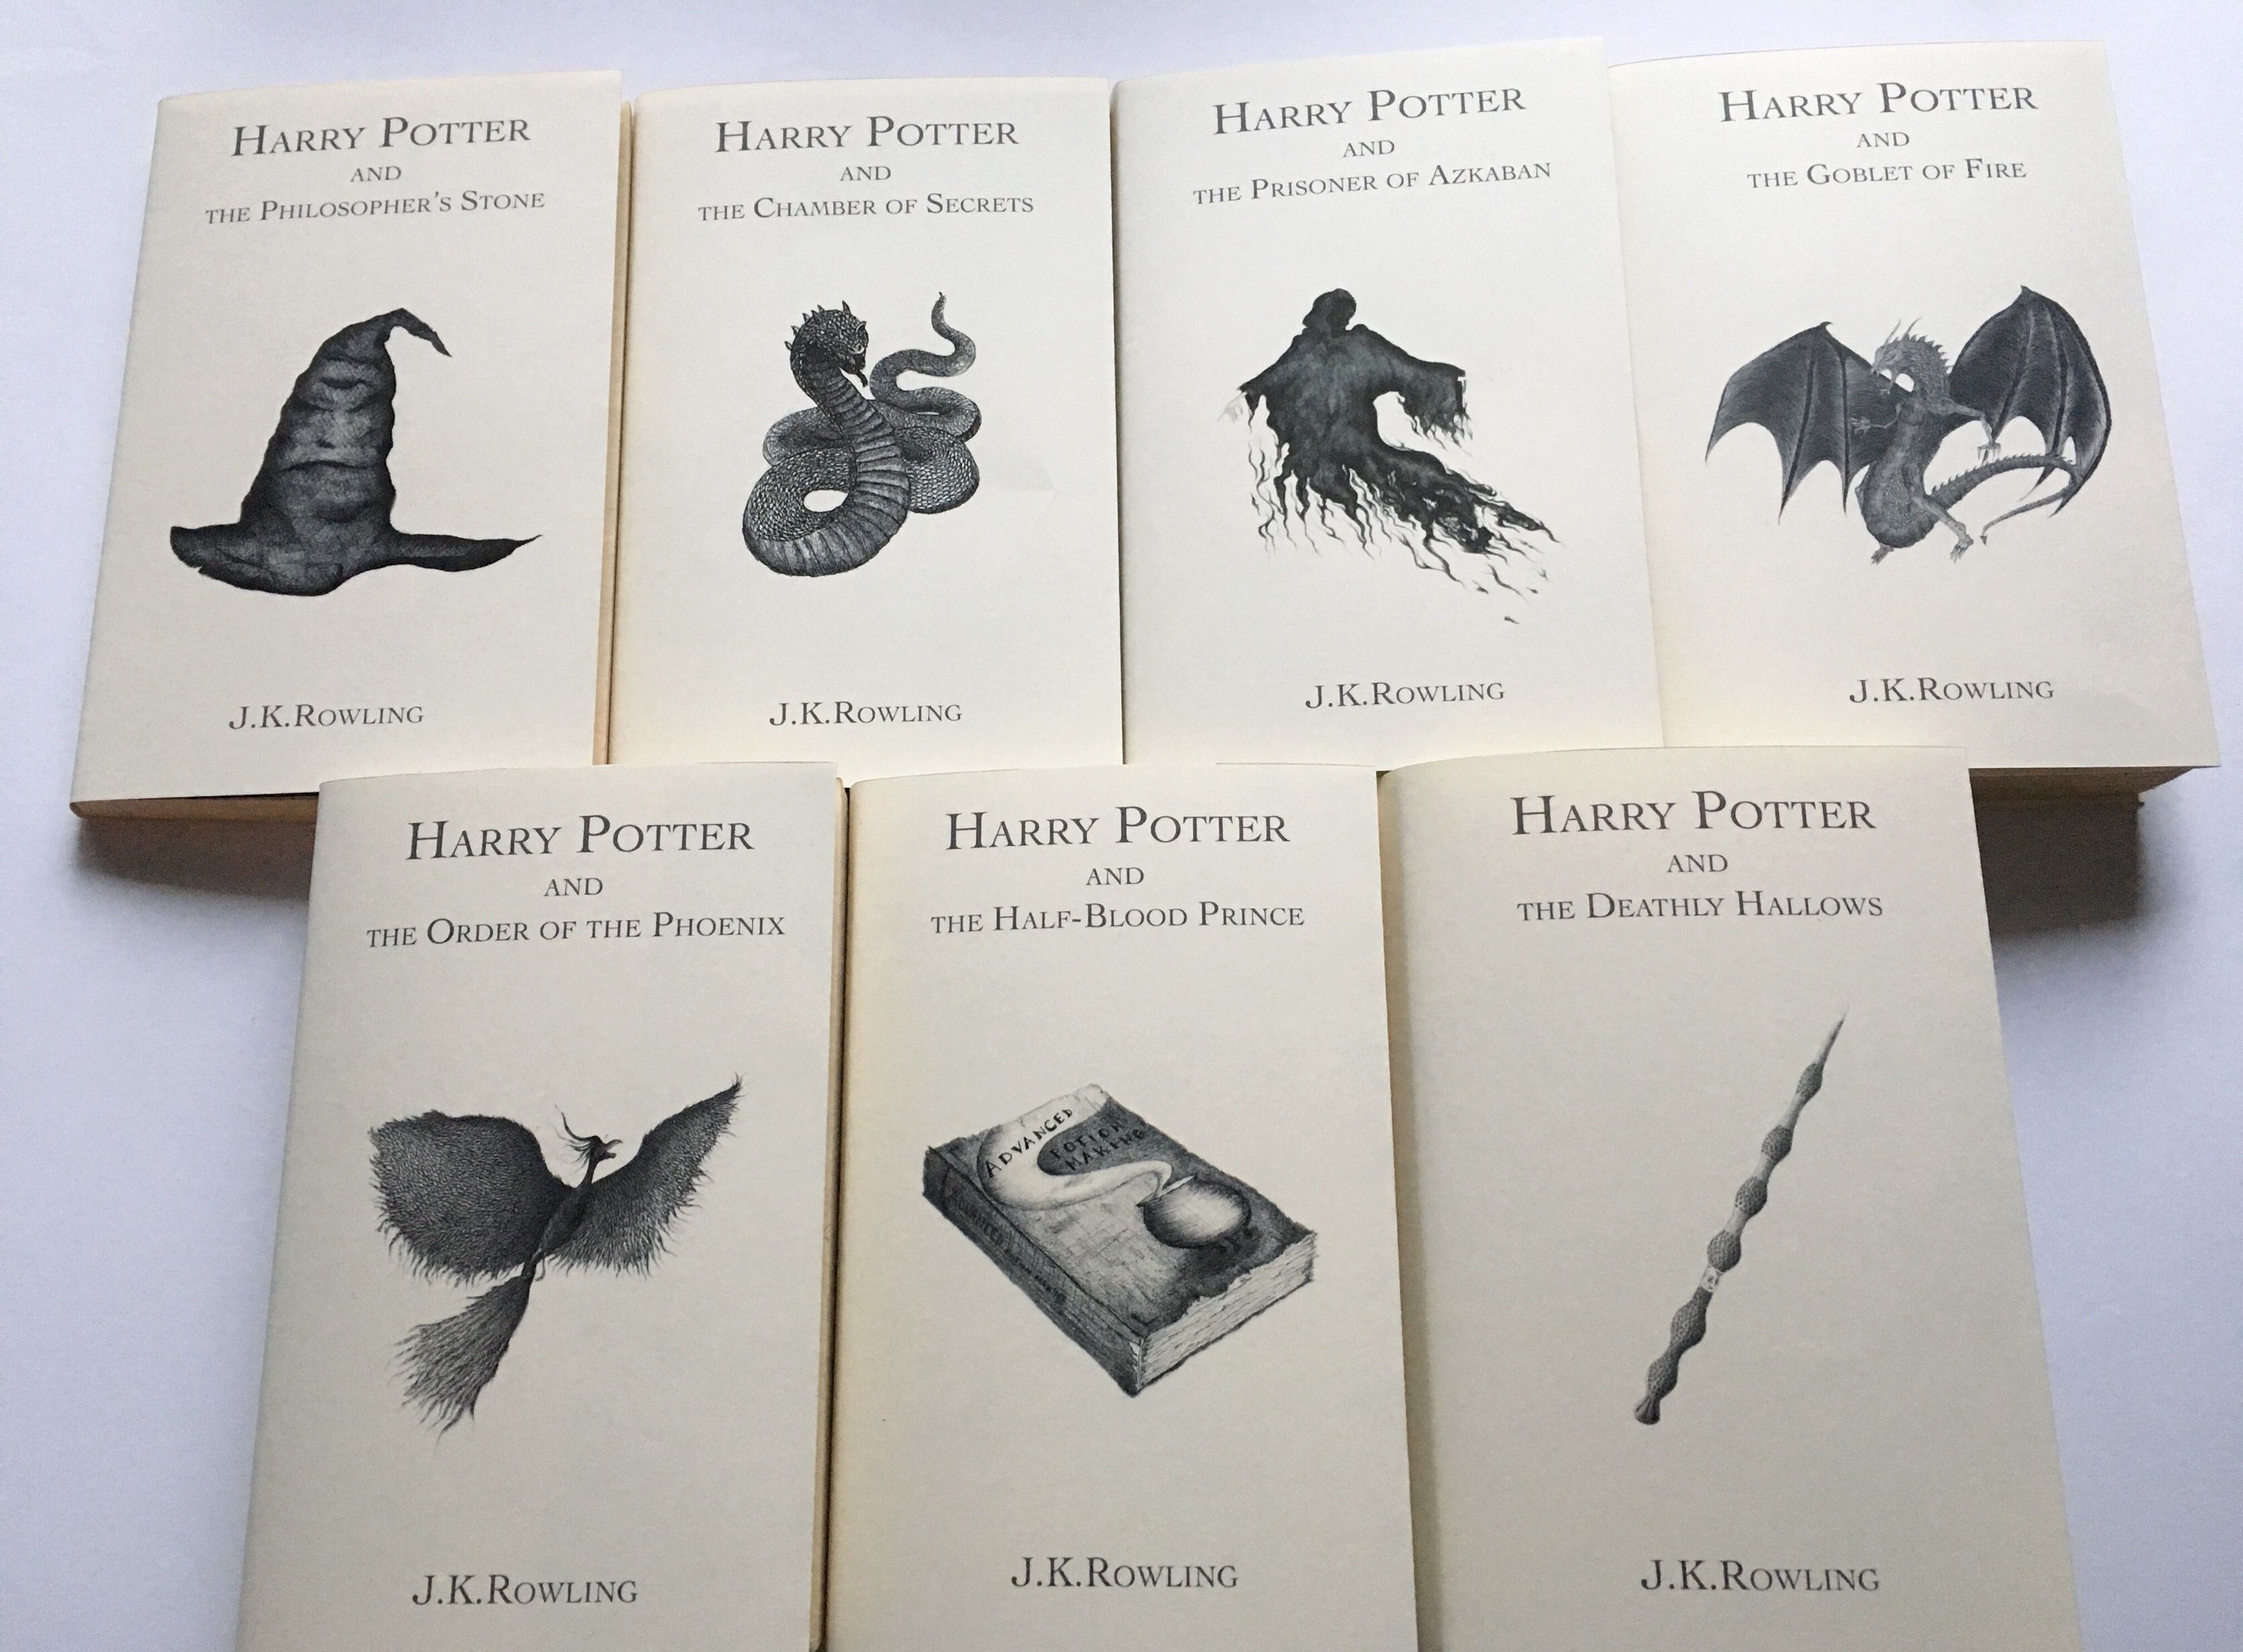 HARRY POTTER
AND
THE PHILOSOPHER'S STONE
J.K.ROWLING
HARRY POTTER
AND
THE CHAMBER OF SECRETS
J.K.ROWLING
HARRY POTTER
AND
THE PRISONER OF AZKABAN
J.K.ROWLING
HARRY POTTER
AND
THE GOBLET OF FIRE
J.K.ROWLING
HARRY POTTER
AND
THE ORDER OF THE PHOENIX
J.K.ROWLING
HARRY POTTER
AND
THE HALF-BLOOD PRINCE
ADVANCED
POTION
MAKING
J.K.ROWLING
HARRY POTTER
AND
THE DEATHLY HALLOWS
J.K.ROWLING